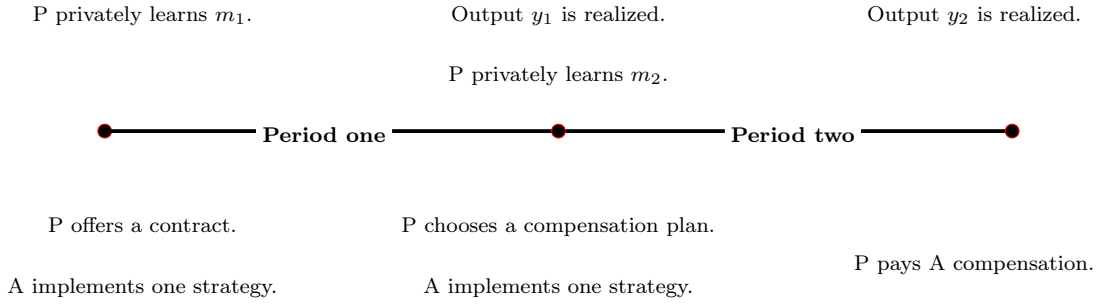 P privately learns m₁.
Output y₁ is realized.
Output y₂ is realized.
P privately learns m₂.
Period one
Period two
P offers a contract.
P chooses a compensation plan.
P pays A compensation.
A implements one strategy.
A implements one strategy.